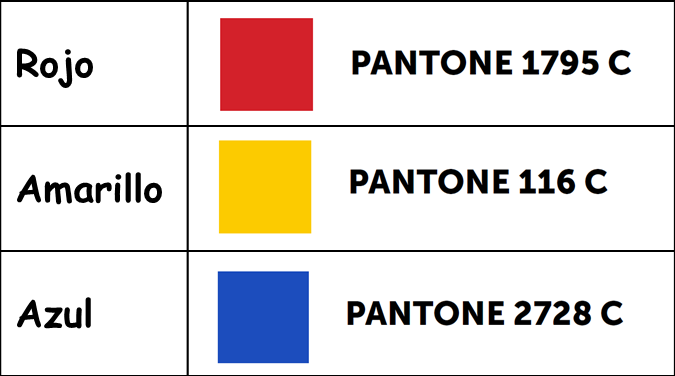 Rojo PANTONE 1795 C
Amarillo PANTONE 116 C
Azul PANTONE 2728 C